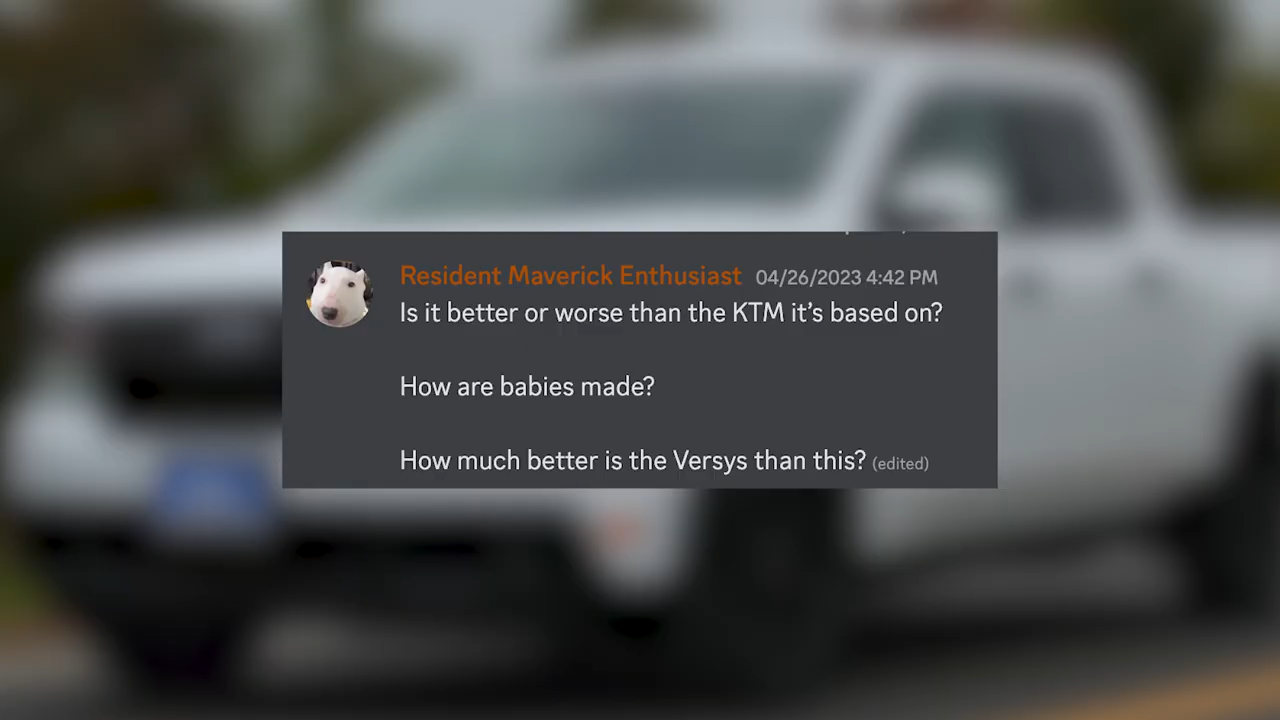 Resident Maverick Enthusiast 04/26/2023 4:42 PM
Is it better or worse than the KTM it’s based on?
How are babies made?
How much better is the Versys than this? (edited)